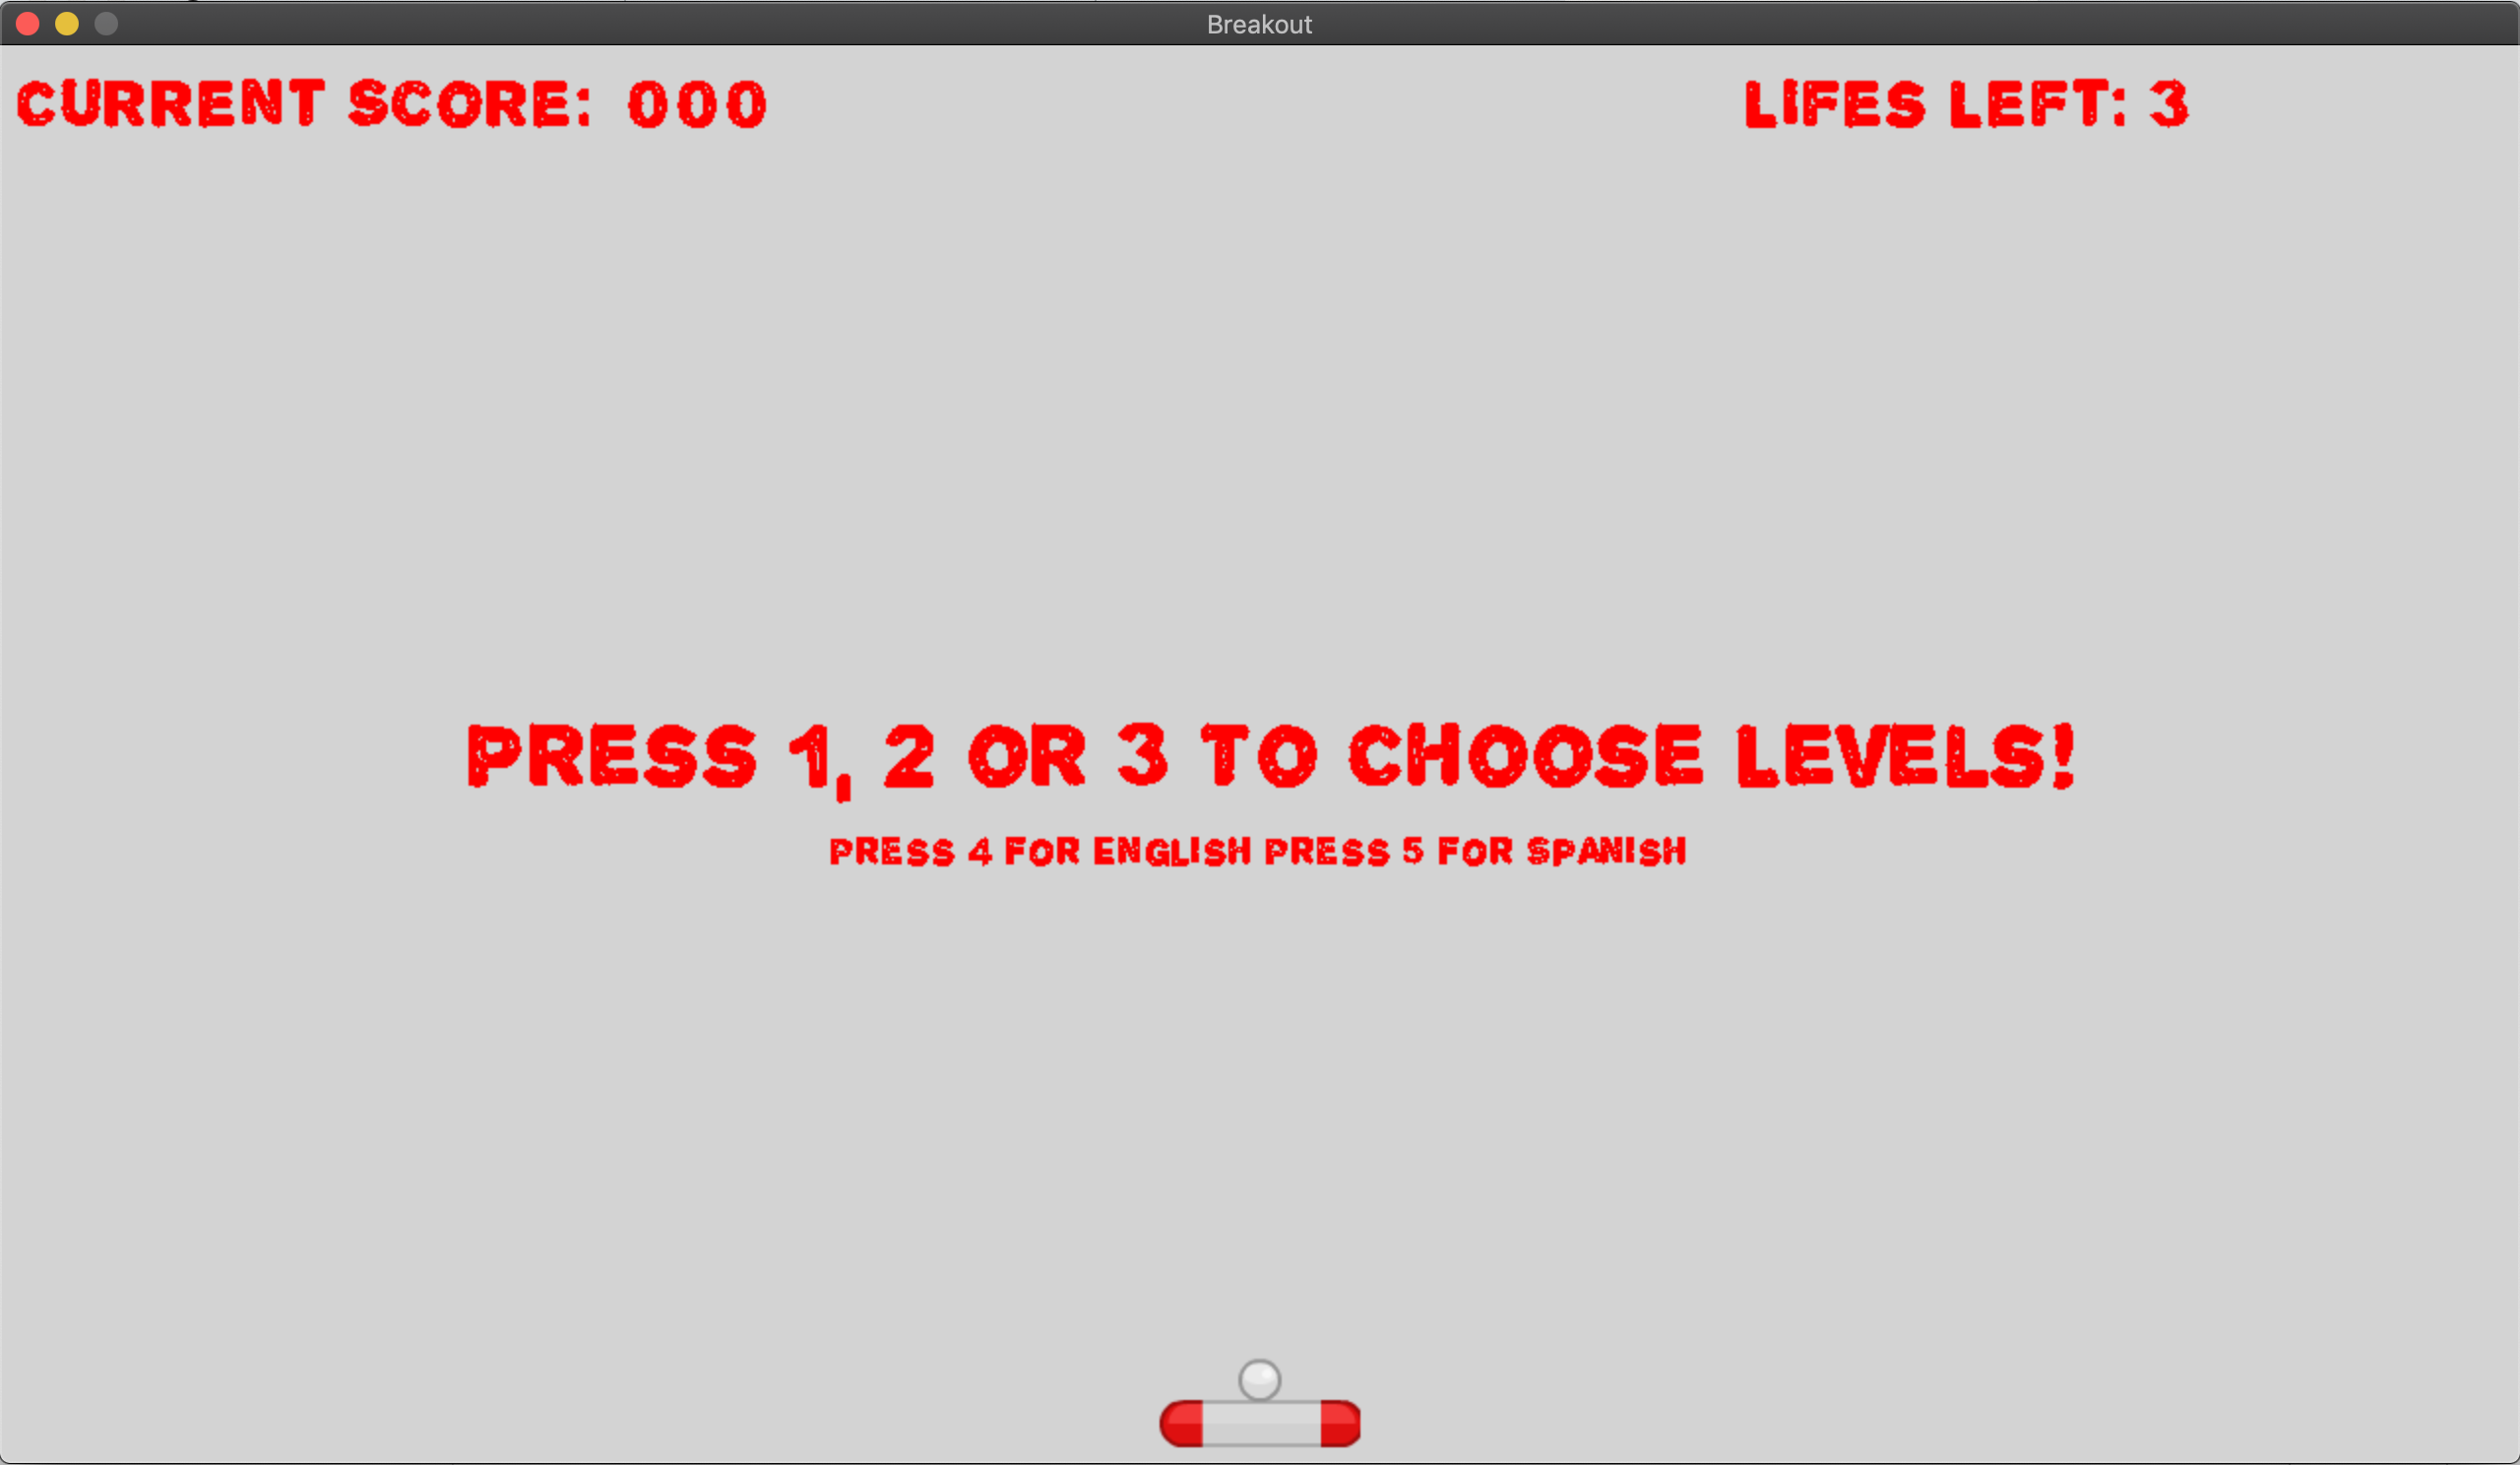 Breakout
CURRENT SCORE: 000
LIFES LEFT: 3
PRESS 1, 2 OR 3 TO CHOOSE LEVELS!
PRESS 4 FOR ENGLISH PRESS 5 FOR SPANISH